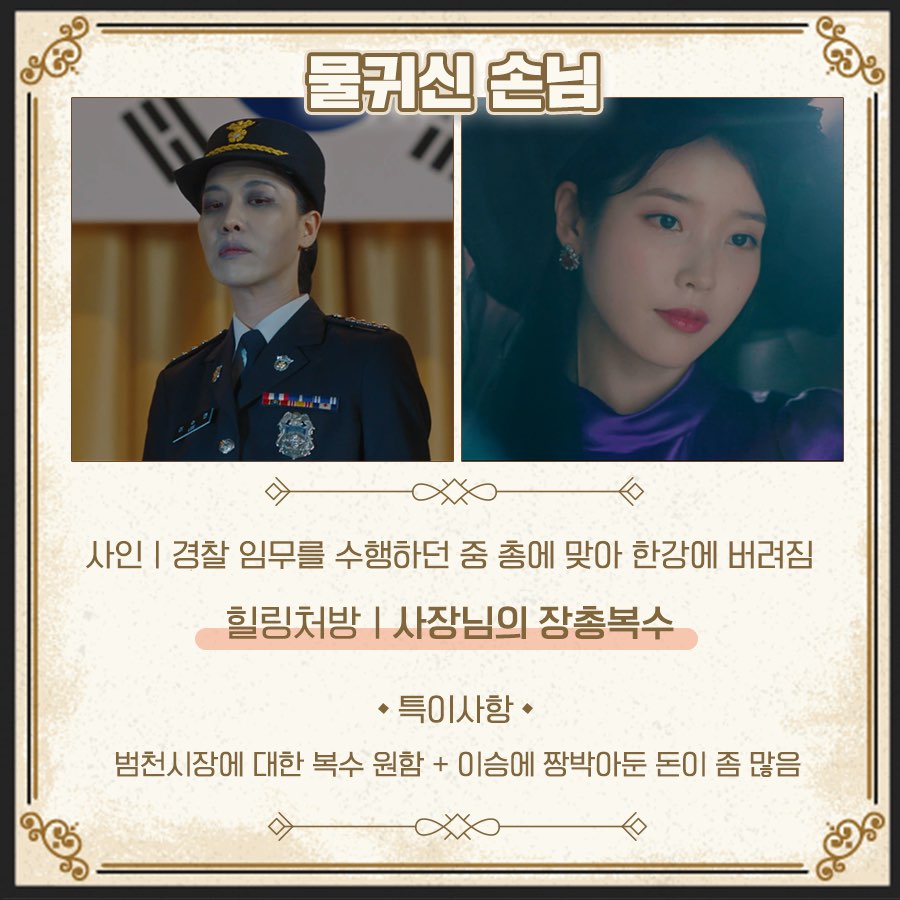 물귀신 손님
사인 | 경찰 임무를 수행하던 중 총에 맞아 한강에 버려짐
힐링처방 | 사장님의 장총복수
◆ 특이사항 ◆
범천시장에 대한 복수 원함 + 이승에 짱박아둔 돈이 좀 많음